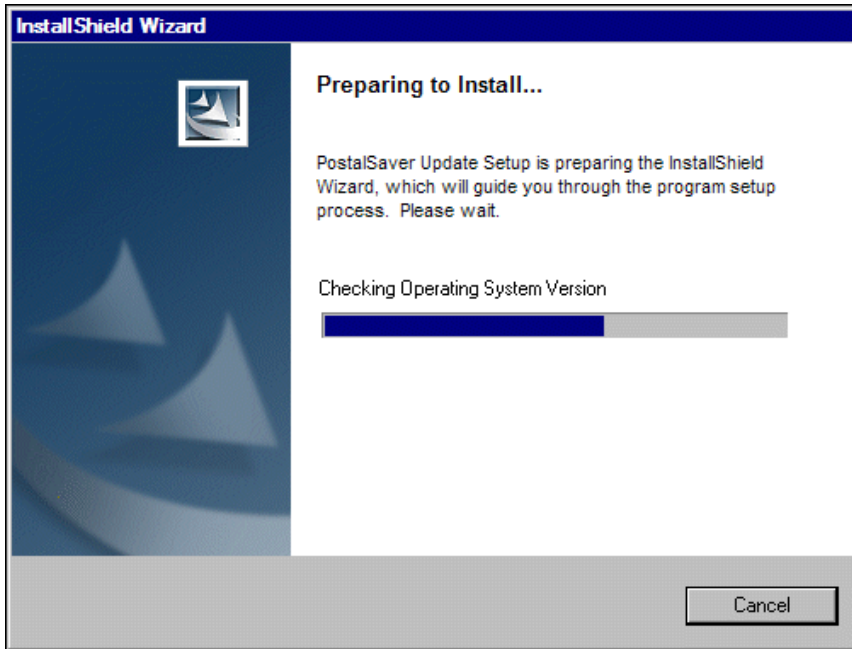 InstallShield Wizard
Preparing to Install...
PostalSaver Update Setup is preparing the InstallShield
Wizard, which will guide you through the program setup
process.  Please wait.
Checking Operating System Version
Cancel